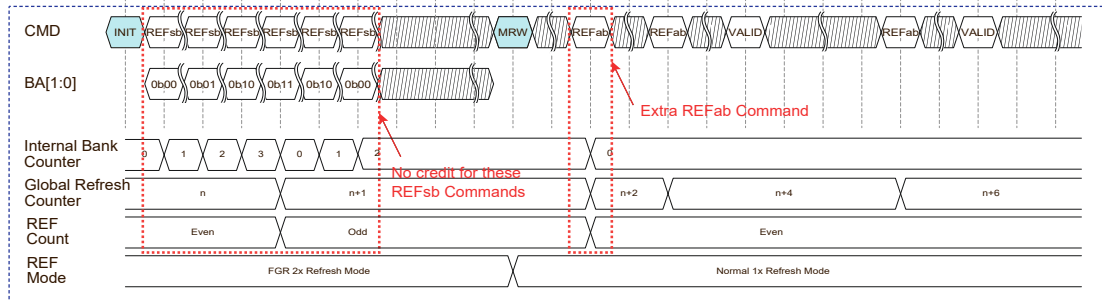 CMD INIT REFsb REFsb REFsb REFsb REFsb REFsb MRW REFab REFab VALID REFab VALID
BA[1:0] 0b00 0b01 0b10 0b11 0b10 0b00
Extra REFab Command
Internal Bank
Counter
0 1 2 3 0 1 2 0
No credit for these
REFsb Commands
Global Refresh
Counter
n n+1 n+2 n+4 n+6
REF
Count
Even Odd Even
REF
Mode
FGR 2x Refresh Mode Normal 1x Refresh Mode